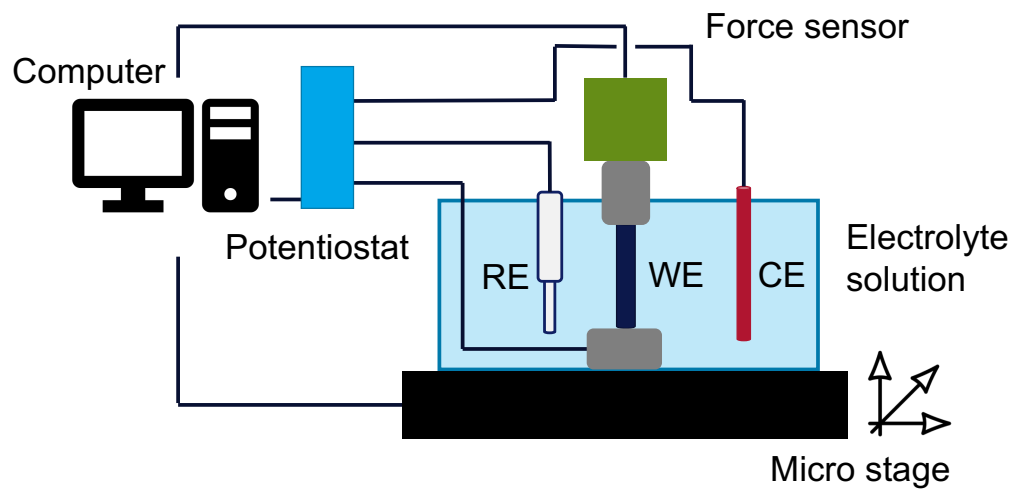 Force sensor
Computer
Potentiostat
RE
WE
CE
Electrolyte
solution
Micro stage